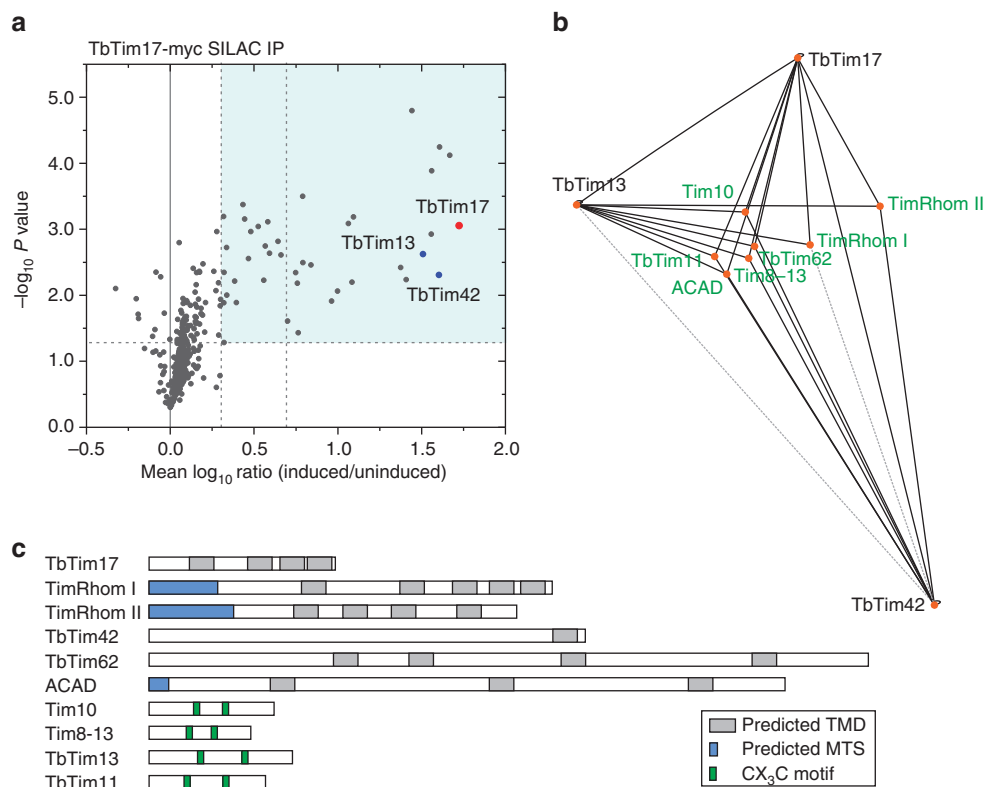 a
TbTim17-myc SILAC IP
–log10 P value
5.0
4.0
3.0
2.0
1.0
0.0
TbTim17
TbTim13
TbTim42
–0.5
0.0
0.5
1.0
1.5
2.0
Mean log10 ratio (induced/uninduced)
b
TbTim17
TbTim13
Tim10
TimRhom II
TimRhom I
TbTim62
TbTim11
Tim8–13
ACAD
TbTim42
c
TbTim17
TimRhom I
TimRhom II
TbTim42
TbTim62
ACAD
Tim10
Tim8-13
TbTim13
TbTim11
Predicted TMD
Predicted MTS
CX3C motif